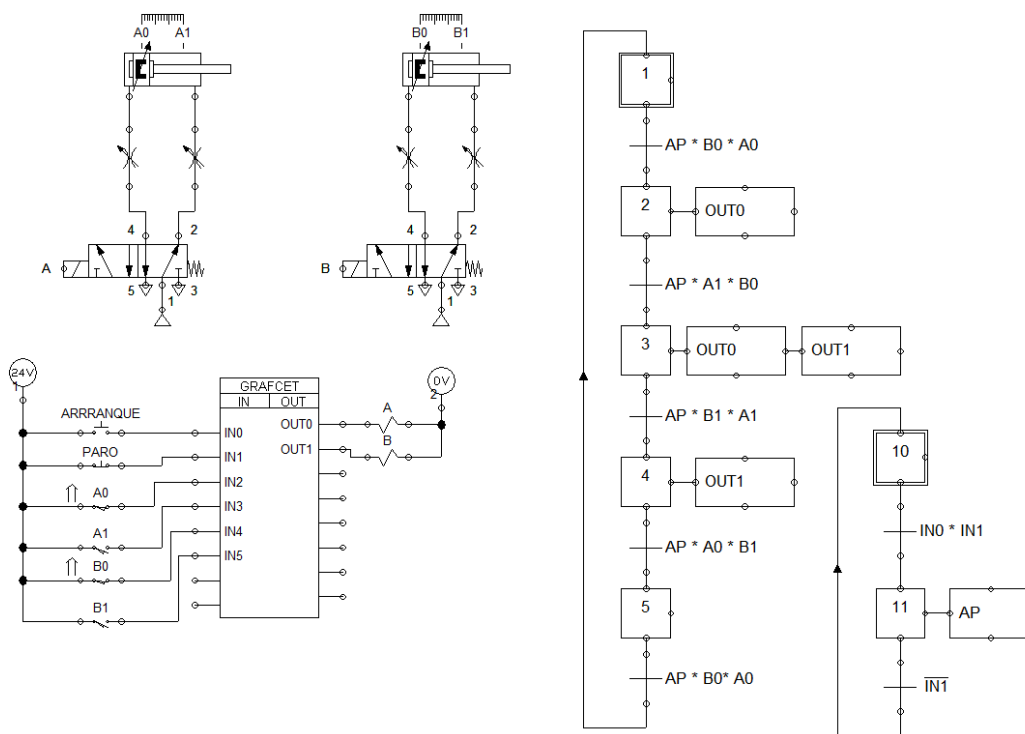 A0 A1
B0 B1
4 2
A
5 1 3
4 2
B
5 1 3
24V
1
ARRRANQUE
PARO
A0
A1
B0
B1
GRAFCET
IN OUT
IN0
IN1
IN2
IN3
IN4
IN5
OUT0
OUT1
A
B
0V
2
1
AP * B0 * A0
2 OUT0
AP * A1 * B0
3 OUT0 OUT1
AP * B1 * A1
4 OUT1
AP * A0 * B1
5
AP * B0* A0
10
IN0 * IN1
11 AP
I̅N̅1̅